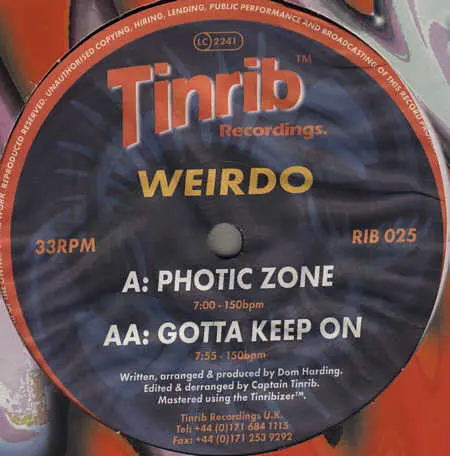 REPRODUCED RESERVED. UNAUTHORISED COPYING, HIRING, LENDING, PUBLIC PERFORMANCE AND BROADCASTING OF THIS RECORD
LC 2241
Tinrib™
Recordings.
WEIRDO
33RPM
RIB 025
A: PHOTIC ZONE
7:00 - 150bpm
AA: GOTTA KEEP ON
7:55 - 150bpm
Written, arranged & produced by Dom Harding.
Edited & derranged by Captain Tinrib.
Mastered using the Tinribizer™.
Tinrib Recordings U.K.
Tel: +44 (0)171 684 1115
Fax: +44 (0)171 253 9292